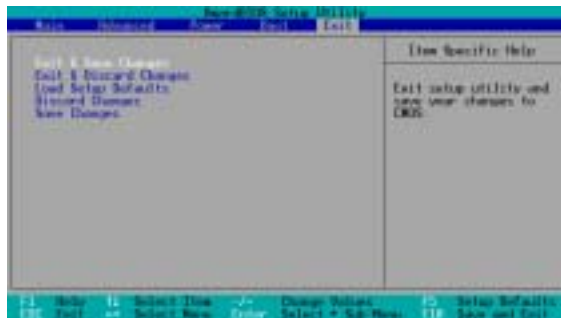 Setup Utility
Main Advanced Power Boot Exit
Item Specific Help
Exit & Save Changes
Exit & Discard Changes
Load Setup Defaults
Discard Changes
Save Changes
Exit setup utility and
save your changes to
CMOS
F1 Help ↑↓ Select Item -/+ Change Values F5 Setup Defaults
ESC Exit Select Menu Enter Select Sub-Menu F10 Save and Exit